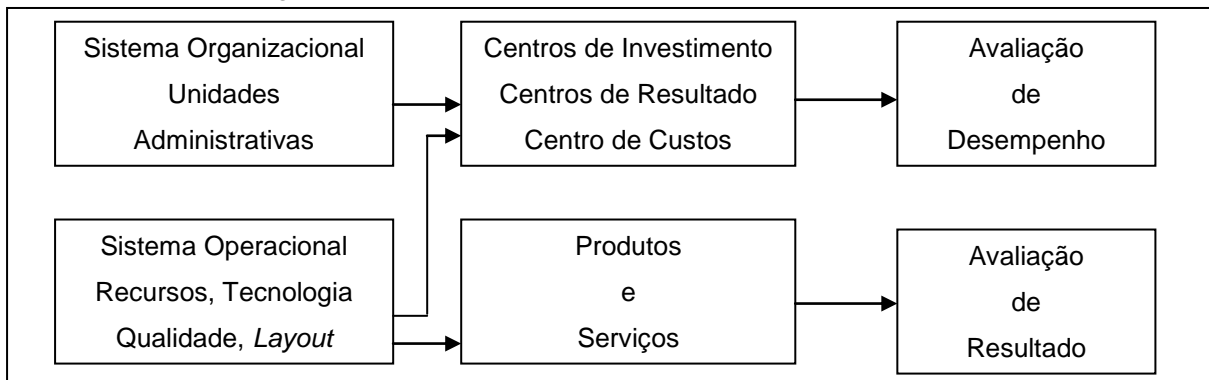 Sistema Organizacional
Unidades
Administrativas
Centros de Investimento
Centros de Resultado
Centro de Custos
Avaliação
de
Desempenho
Sistema Operacional
Recursos, Tecnologia
Qualidade, Layout
Produtos
e
Serviços
Avaliação
de
Resultado